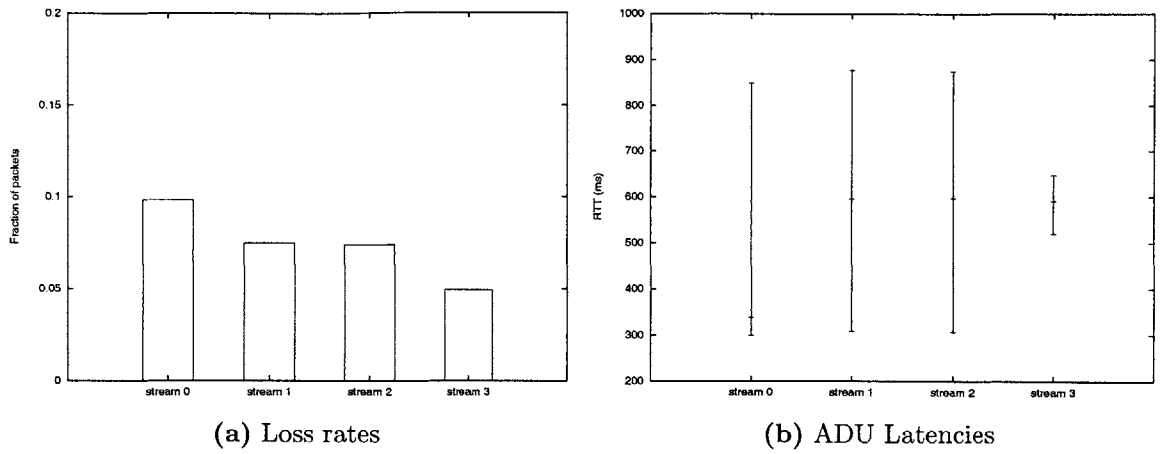 0.2
0.15
0.1
0.05
0
Fraction of packets
stream 0 stream 1 stream 2 stream 3
(a) Loss rates
1000
900
800
700
600
500
400
300
200
RTT (ms)
stream 0 stream 1 stream 2 stream 3
(b) ADU Latencies